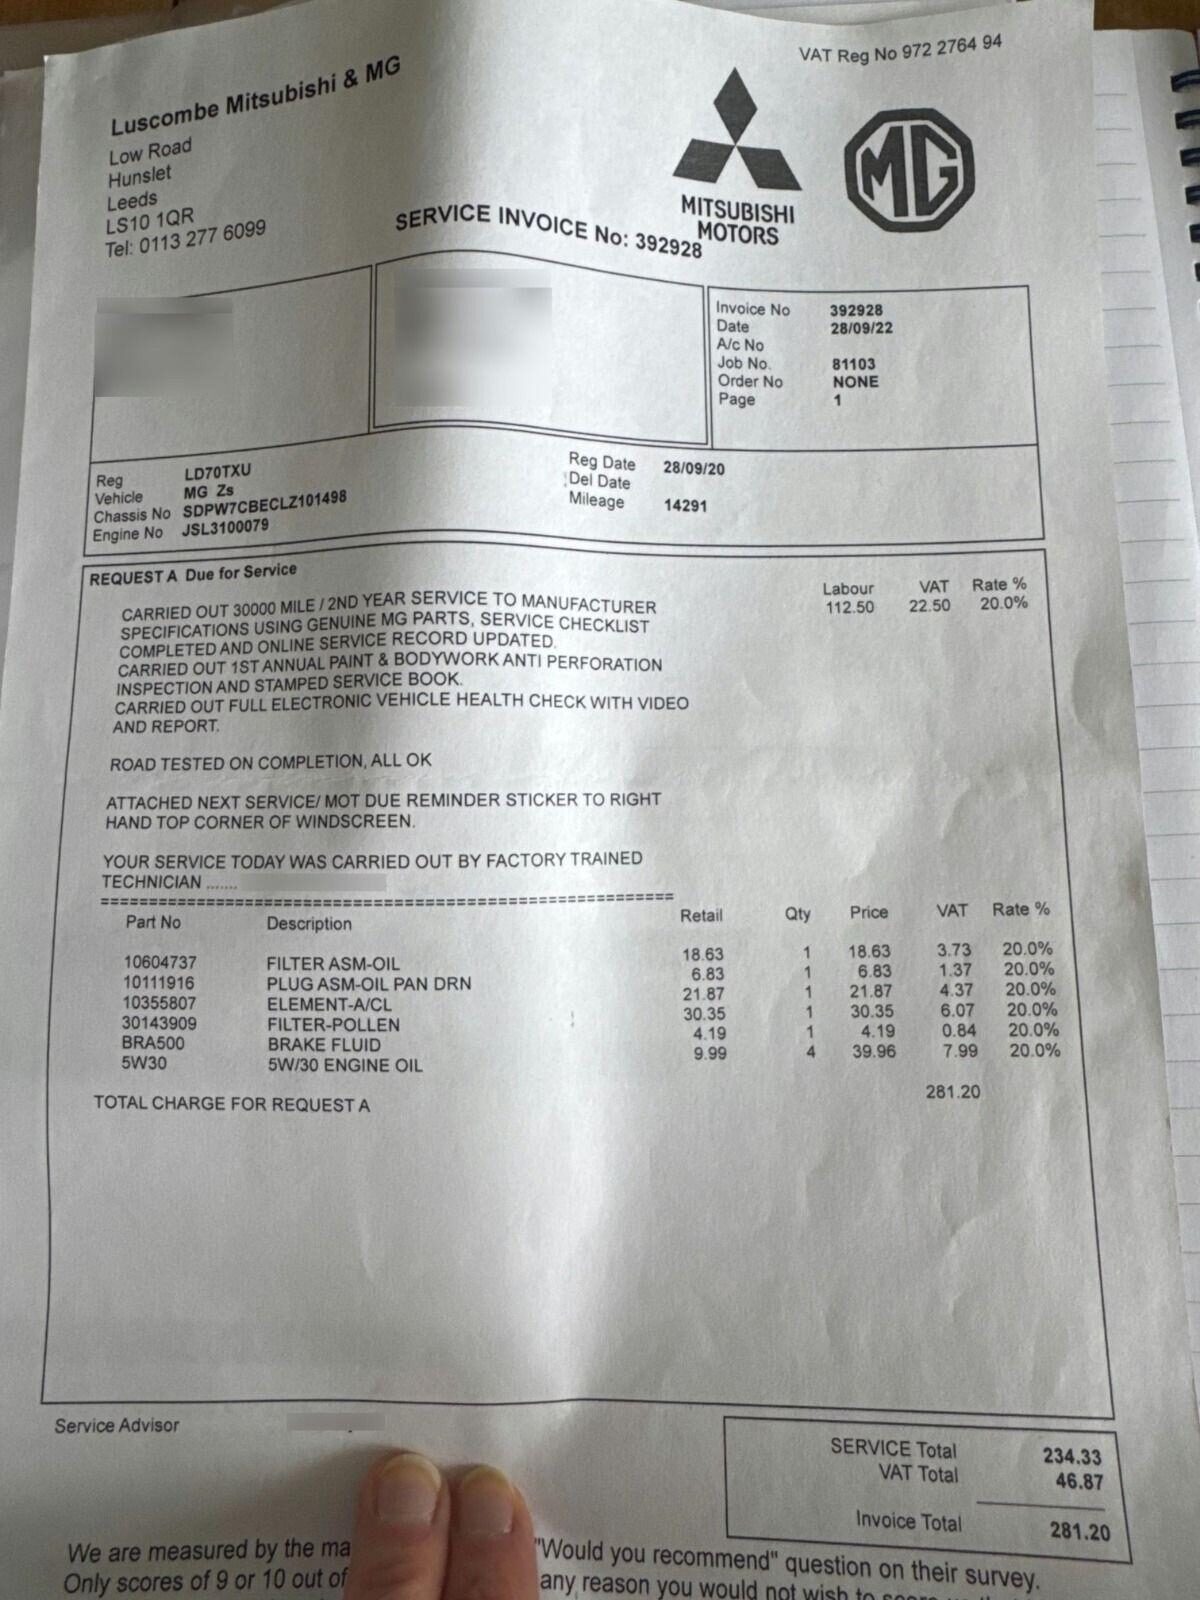 VAT Reg No 972 2764 94
Luscombe Mitsubishi & MG
Low Road
Hunslet
Leeds
LS10 1QR
Tel: 0113 277 6099
MITSUBISHI
MOTORS
MG
SERVICE INVOICE No: 392928
Invoice No 392928
Date 28/09/22
A/c No
Job No. 81103
Order No NONE
Page 1
Reg LD70TXU
Vehicle MG Zs
Chassis No SDPW7CBECLZ101498
Engine No JSL3100079
Reg Date 28/09/20
Del Date
Mileage 14291
REQUEST A Due for Service
Labour VAT Rate %
112.50 22.50 20.0%
CARRIED OUT 30000 MILE / 2ND YEAR SERVICE TO MANUFACTURER
SPECIFICATIONS USING GENUINE MG PARTS, SERVICE CHECKLIST
COMPLETED AND ONLINE SERVICE RECORD UPDATED.
CARRIED OUT 1ST ANNUAL PAINT & BODYWORK ANTI PERFORATION
INSPECTION AND STAMPED SERVICE BOOK.
CARRIED OUT FULL ELECTRONIC VEHICLE HEALTH CHECK WITH VIDEO
AND REPORT.
ROAD TESTED ON COMPLETION, ALL OK
ATTACHED NEXT SERVICE/ MOT DUE REMINDER STICKER TO RIGHT
HAND TOP CORNER OF WINDSCREEN.
YOUR SERVICE TODAY WAS CARRIED OUT BY FACTORY TRAINED
TECHNICIAN .......
Part No Description Retail Qty Price VAT Rate %
10604737 FILTER ASM-OIL 18.63 1 18.63 3.73 20.0%
10111916 PLUG ASM-OIL PAN DRN 6.83 1 6.83 1.37 20.0%
10355807 ELEMENT-A/CL 21.87 1 21.87 4.37 20.0%
30143909 FILTER-POLLEN 30.35 1 30.35 6.07 20.0%
BRA500 BRAKE FLUID 4.19 1 4.19 0.84 20.0%
5W30 5W/30 ENGINE OIL 9.99 4 39.96 7.99 20.0%
TOTAL CHARGE FOR REQUEST A 281.20
Service Advisor
SERVICE Total 234.33
VAT Total 46.87
Invoice Total 281.20
We are measured by the ma "Would you recommend" question on their survey.
Only scores of 9 or 10 out of any reason you would not wish to